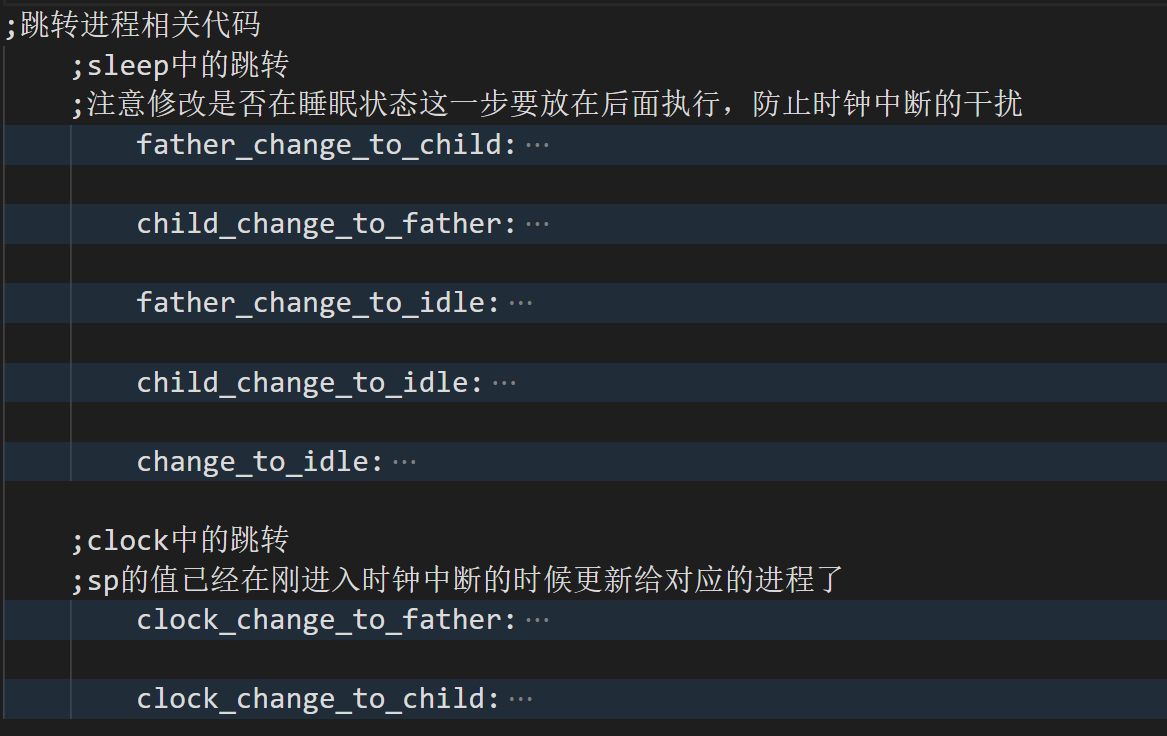 ;跳转进程相关代码
;sleep中的跳转
;注意修改是否在睡眠状态这一步要放在后面执行，防止时钟中断的干扰
father_change_to_child:···
child_change_to_father:···
father_change_to_idle:···
child_change_to_idle:···
change_to_idle:···
;clock中的跳转
;sp的值已经在刚进入时钟中断的时候更新给对应的进程了
clock_change_to_father:···
clock_change_to_child:···